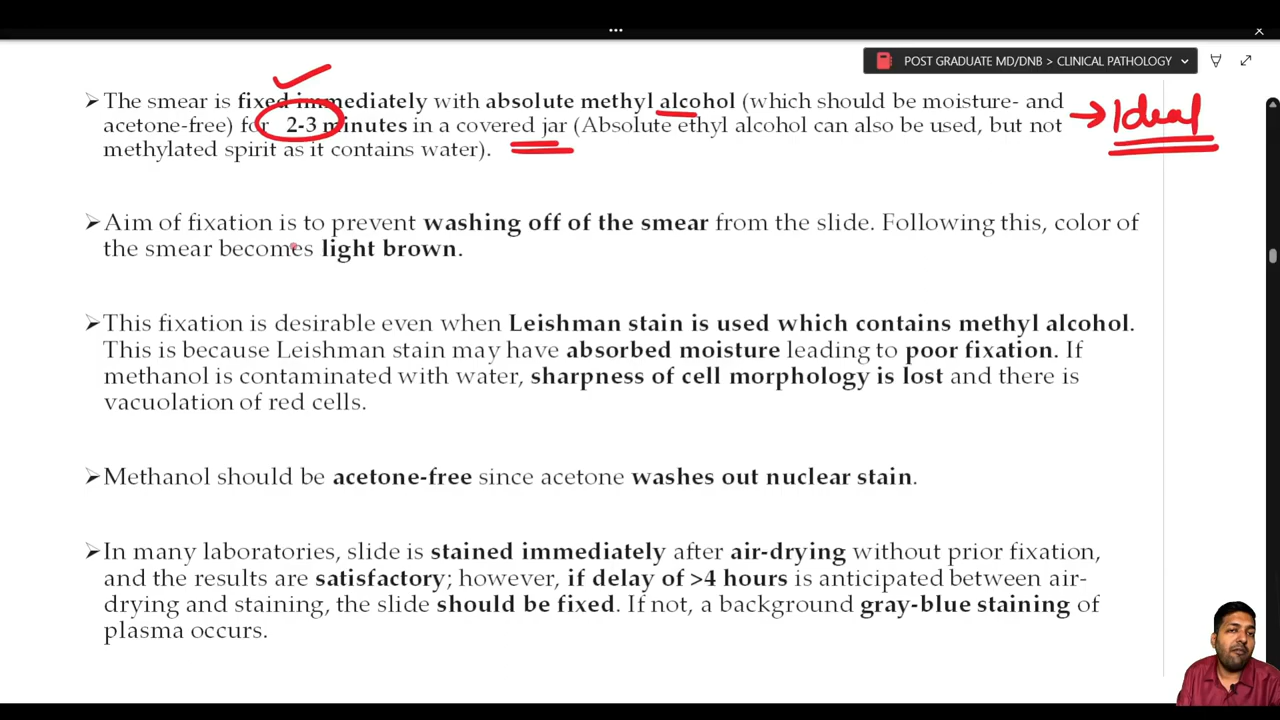 POST GRADUATE MD/DNB > CLINICAL PATHOLOGY
➢ The smear is fixed immediately with absolute methyl alcohol (which should be moisture- and
acetone-free) for 2-3 minutes in a covered jar (Absolute ethyl alcohol can also be used, but not
methylated spirit as it contains water).
→ Ideal
➢ Aim of fixation is to prevent washing off of the smear from the slide. Following this, color of
the smear becomes light brown.
➢ This fixation is desirable even when Leishman stain is used which contains methyl alcohol.
This is because Leishman stain may have absorbed moisture leading to poor fixation. If
methanol is contaminated with water, sharpness of cell morphology is lost and there is
vacuolation of red cells.
➢ Methanol should be acetone-free since acetone washes out nuclear stain.
➢ In many laboratories, slide is stained immediately after air-drying without prior fixation,
and the results are satisfactory; however, if delay of >4 hours is anticipated between air-
drying and staining, the slide should be fixed. If not, a background gray-blue staining of
plasma occurs.